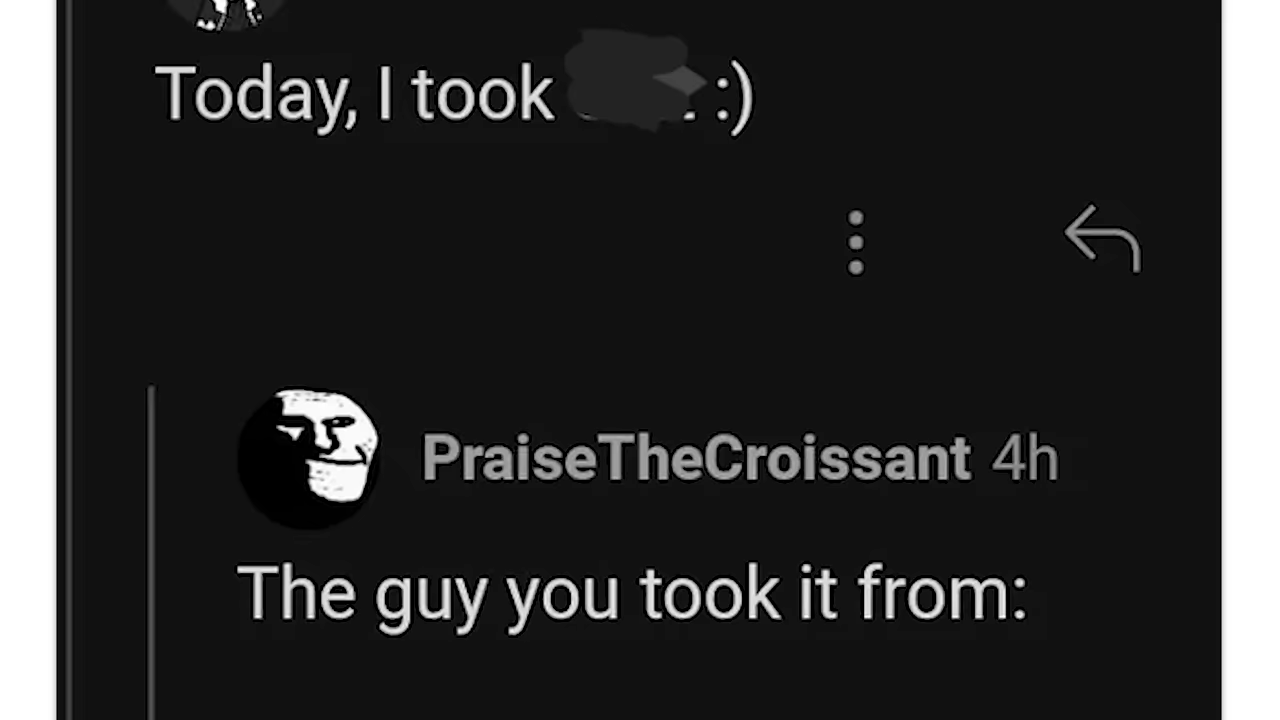 Today, I took :)
PraiseTheCroissant 4h
The guy you took it from: